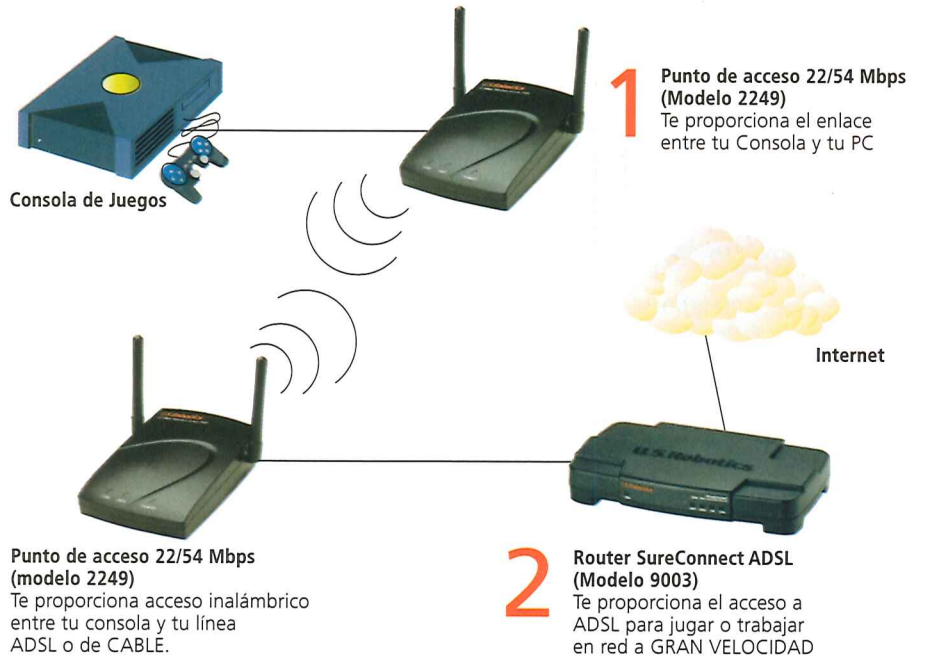 1
Punto de acceso 22/54 Mbps
(Modelo 2249)
Te proporciona el enlace
entre tu Consola y tu PC
Consola de Juegos
Internet
U.S.Robotics
Punto de acceso 22/54 Mbps
(modelo 2249)
Te proporciona acceso inalámbrico
entre tu consola y tu línea
ADSL o de CABLE.
2
Router SureConnect ADSL
(Modelo 9003)
Te proporciona el acceso a
ADSL para jugar o trabajar
en red a GRAN VELOCIDAD